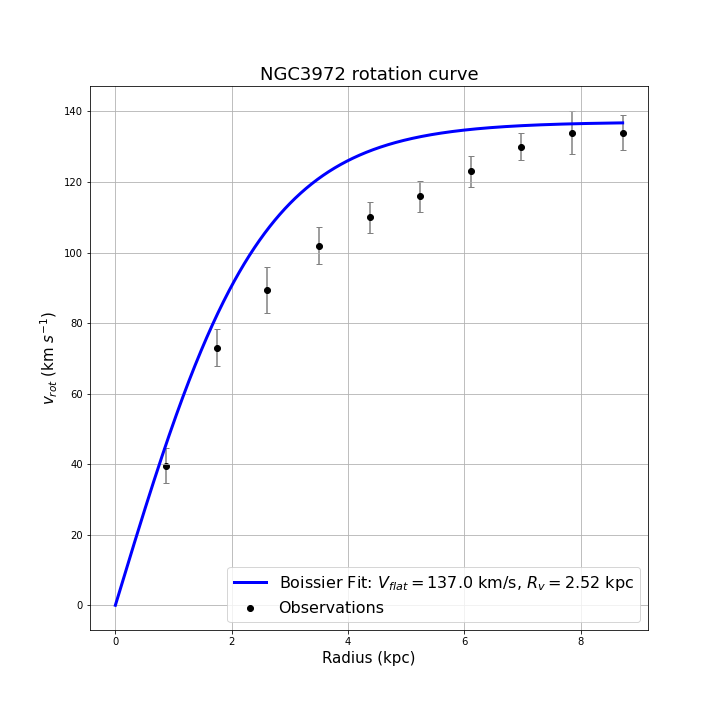 NGC3972 rotation curve
140
120
100
80
60
40
20
0
v_rot (km s⁻¹)
Boissier Fit: V_flat = 137.0 km/s, R_v = 2.52 kpc
Observations
0 2 4 6 8
Radius (kpc)